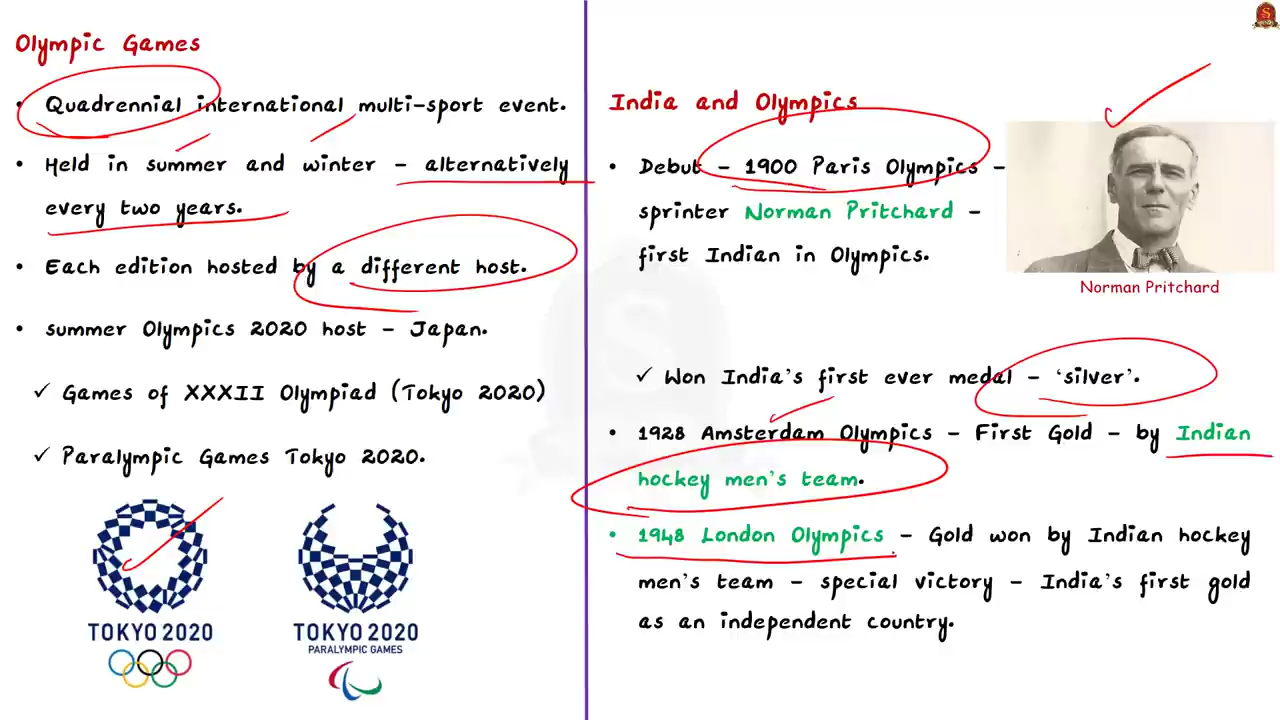 Olympic Games
• Quadrennial international multi-sport event.
• Held in summer and winter – alternatively
every two years.
• Each edition hosted by a different host.
• summer Olympics 2020 host – Japan.
✓ Games of XXXII Olympiad (Tokyo 2020)
✓ Paralympic Games Tokyo 2020.
TOKYO 2020
TOKYO 2020
PARALYMPIC GAMES
India and Olympics
• Debut – 1900 Paris Olympics –
sprinter Norman Pritchard –
first Indian in Olympics.
Norman Pritchard
✓ Won India's first ever medal – 'silver'.
• 1928 Amsterdam Olympics – First Gold – by Indian
hockey men's team.
• 1948 London Olympics – Gold won by Indian hockey
men's team – special victory – India's first gold
as an independent country.